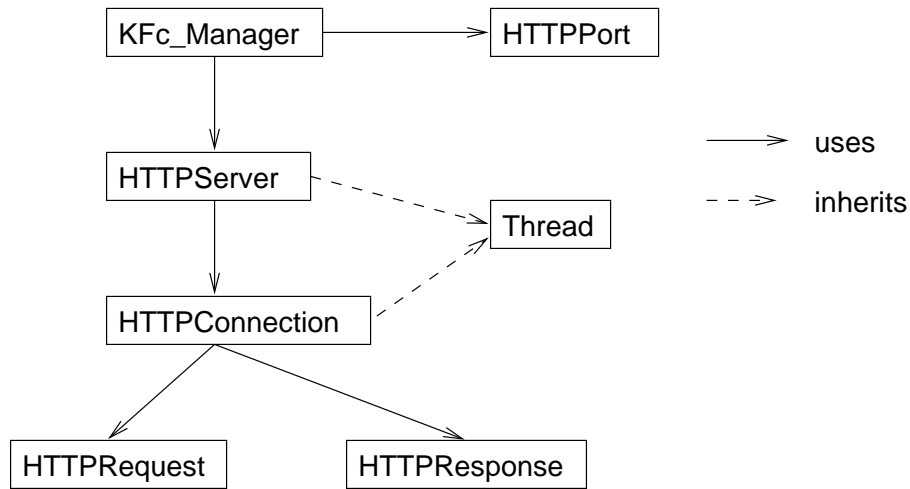 KFc_Manager
HTTPPort
HTTPServer
uses
inherits
Thread
HTTPConnection
HTTPRequest
HTTPResponse